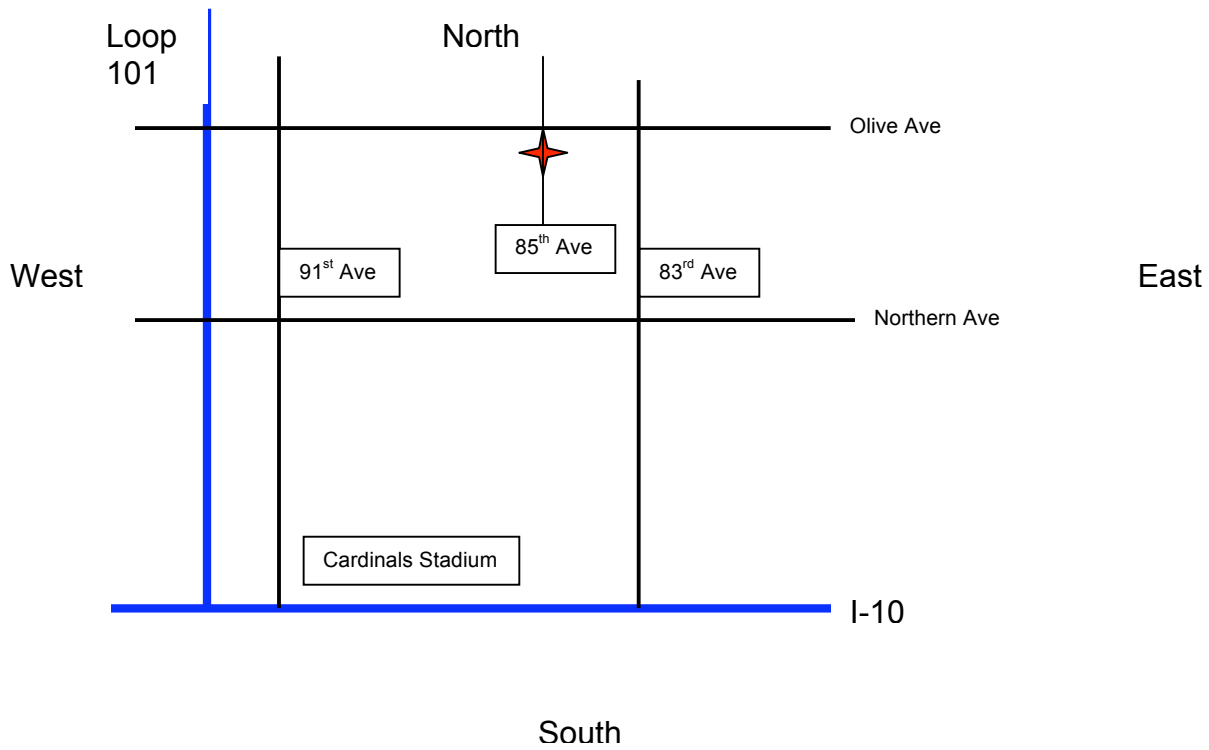 Loop
101
North
Olive Ave
85th Ave
91st Ave
83rd Ave
West
East
Northern Ave
Cardinals Stadium
I-10
South